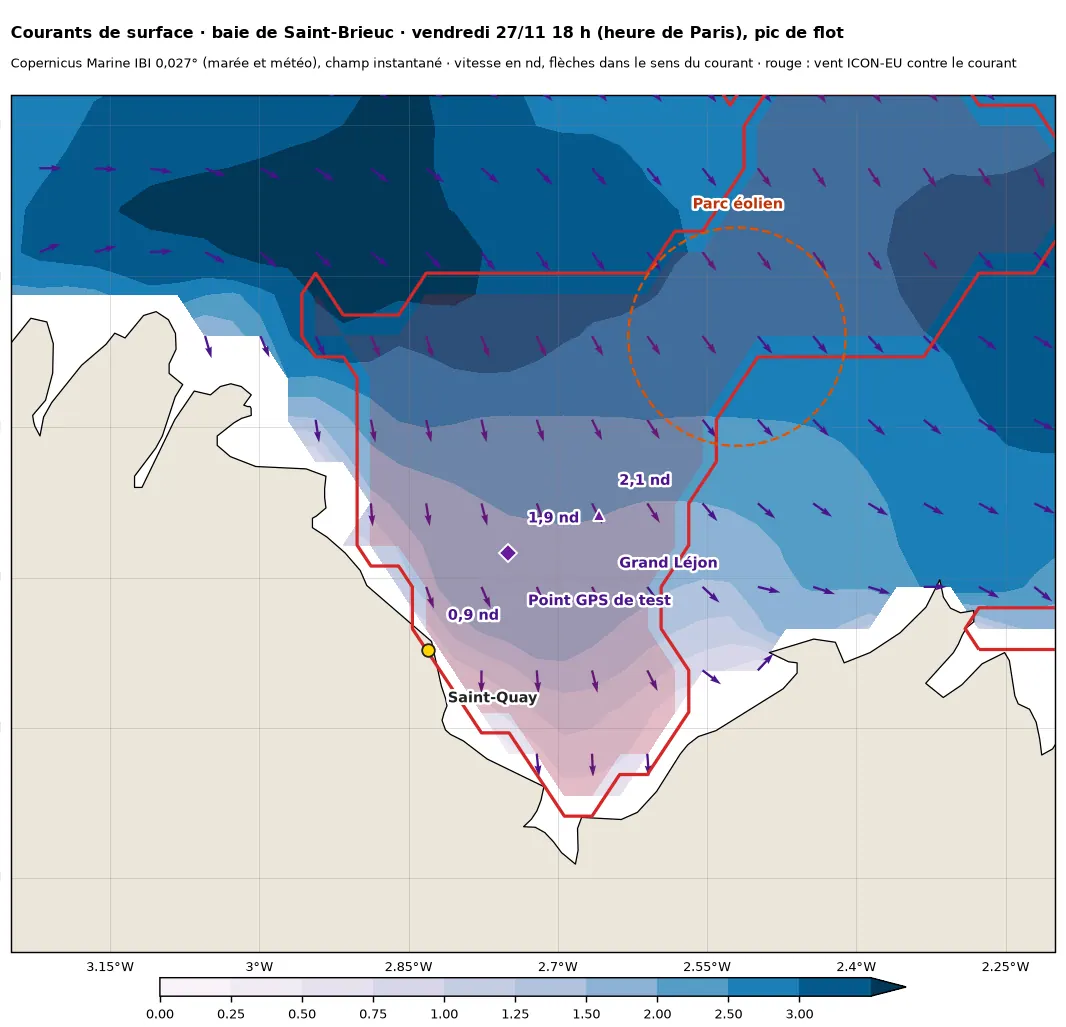 Courants de surface · baie de Saint-Brieuc · vendredi 27/11 18 h (heure de Paris), pic de flot
Copernicus Marine IBI 0,027° (marée et météo), champ instantané · vitesse en nd, flèches dans le sens du courant · rouge : vent ICON-EU contre le courant
Parc éolien
2,1 nd
1,9 nd
Grand Léjon
Point GPS de test
0,9 nd
Saint-Quay
3.15°W 3°W 2.85°W 2.7°W 2.55°W 2.4°W 2.25°W
0.00 0.25 0.50 0.75 1.00 1.25 1.50 2.00 2.50 3.00